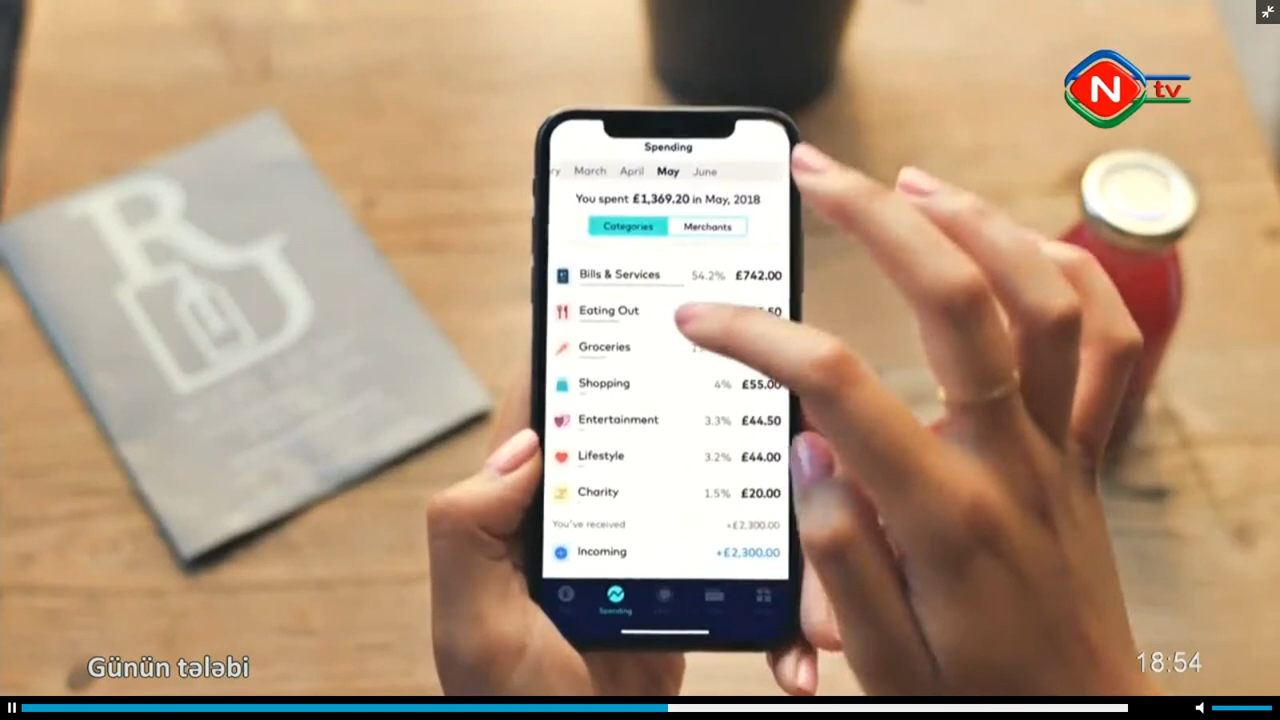 N tv
Spending
March April May June
You spent £1,369.20 in May, 2018
Categories Merchants
Bills & Services 54.2% £742.00
Eating Out
Groceries
Shopping 4% £55.00
Entertainment 3.3% £44.50
Lifestyle 3.2% £44.00
Charity 1.5% £20.00
You've received +£2,300.00
Incoming +£2,300.00
Spending
Günün tələbi
18:54